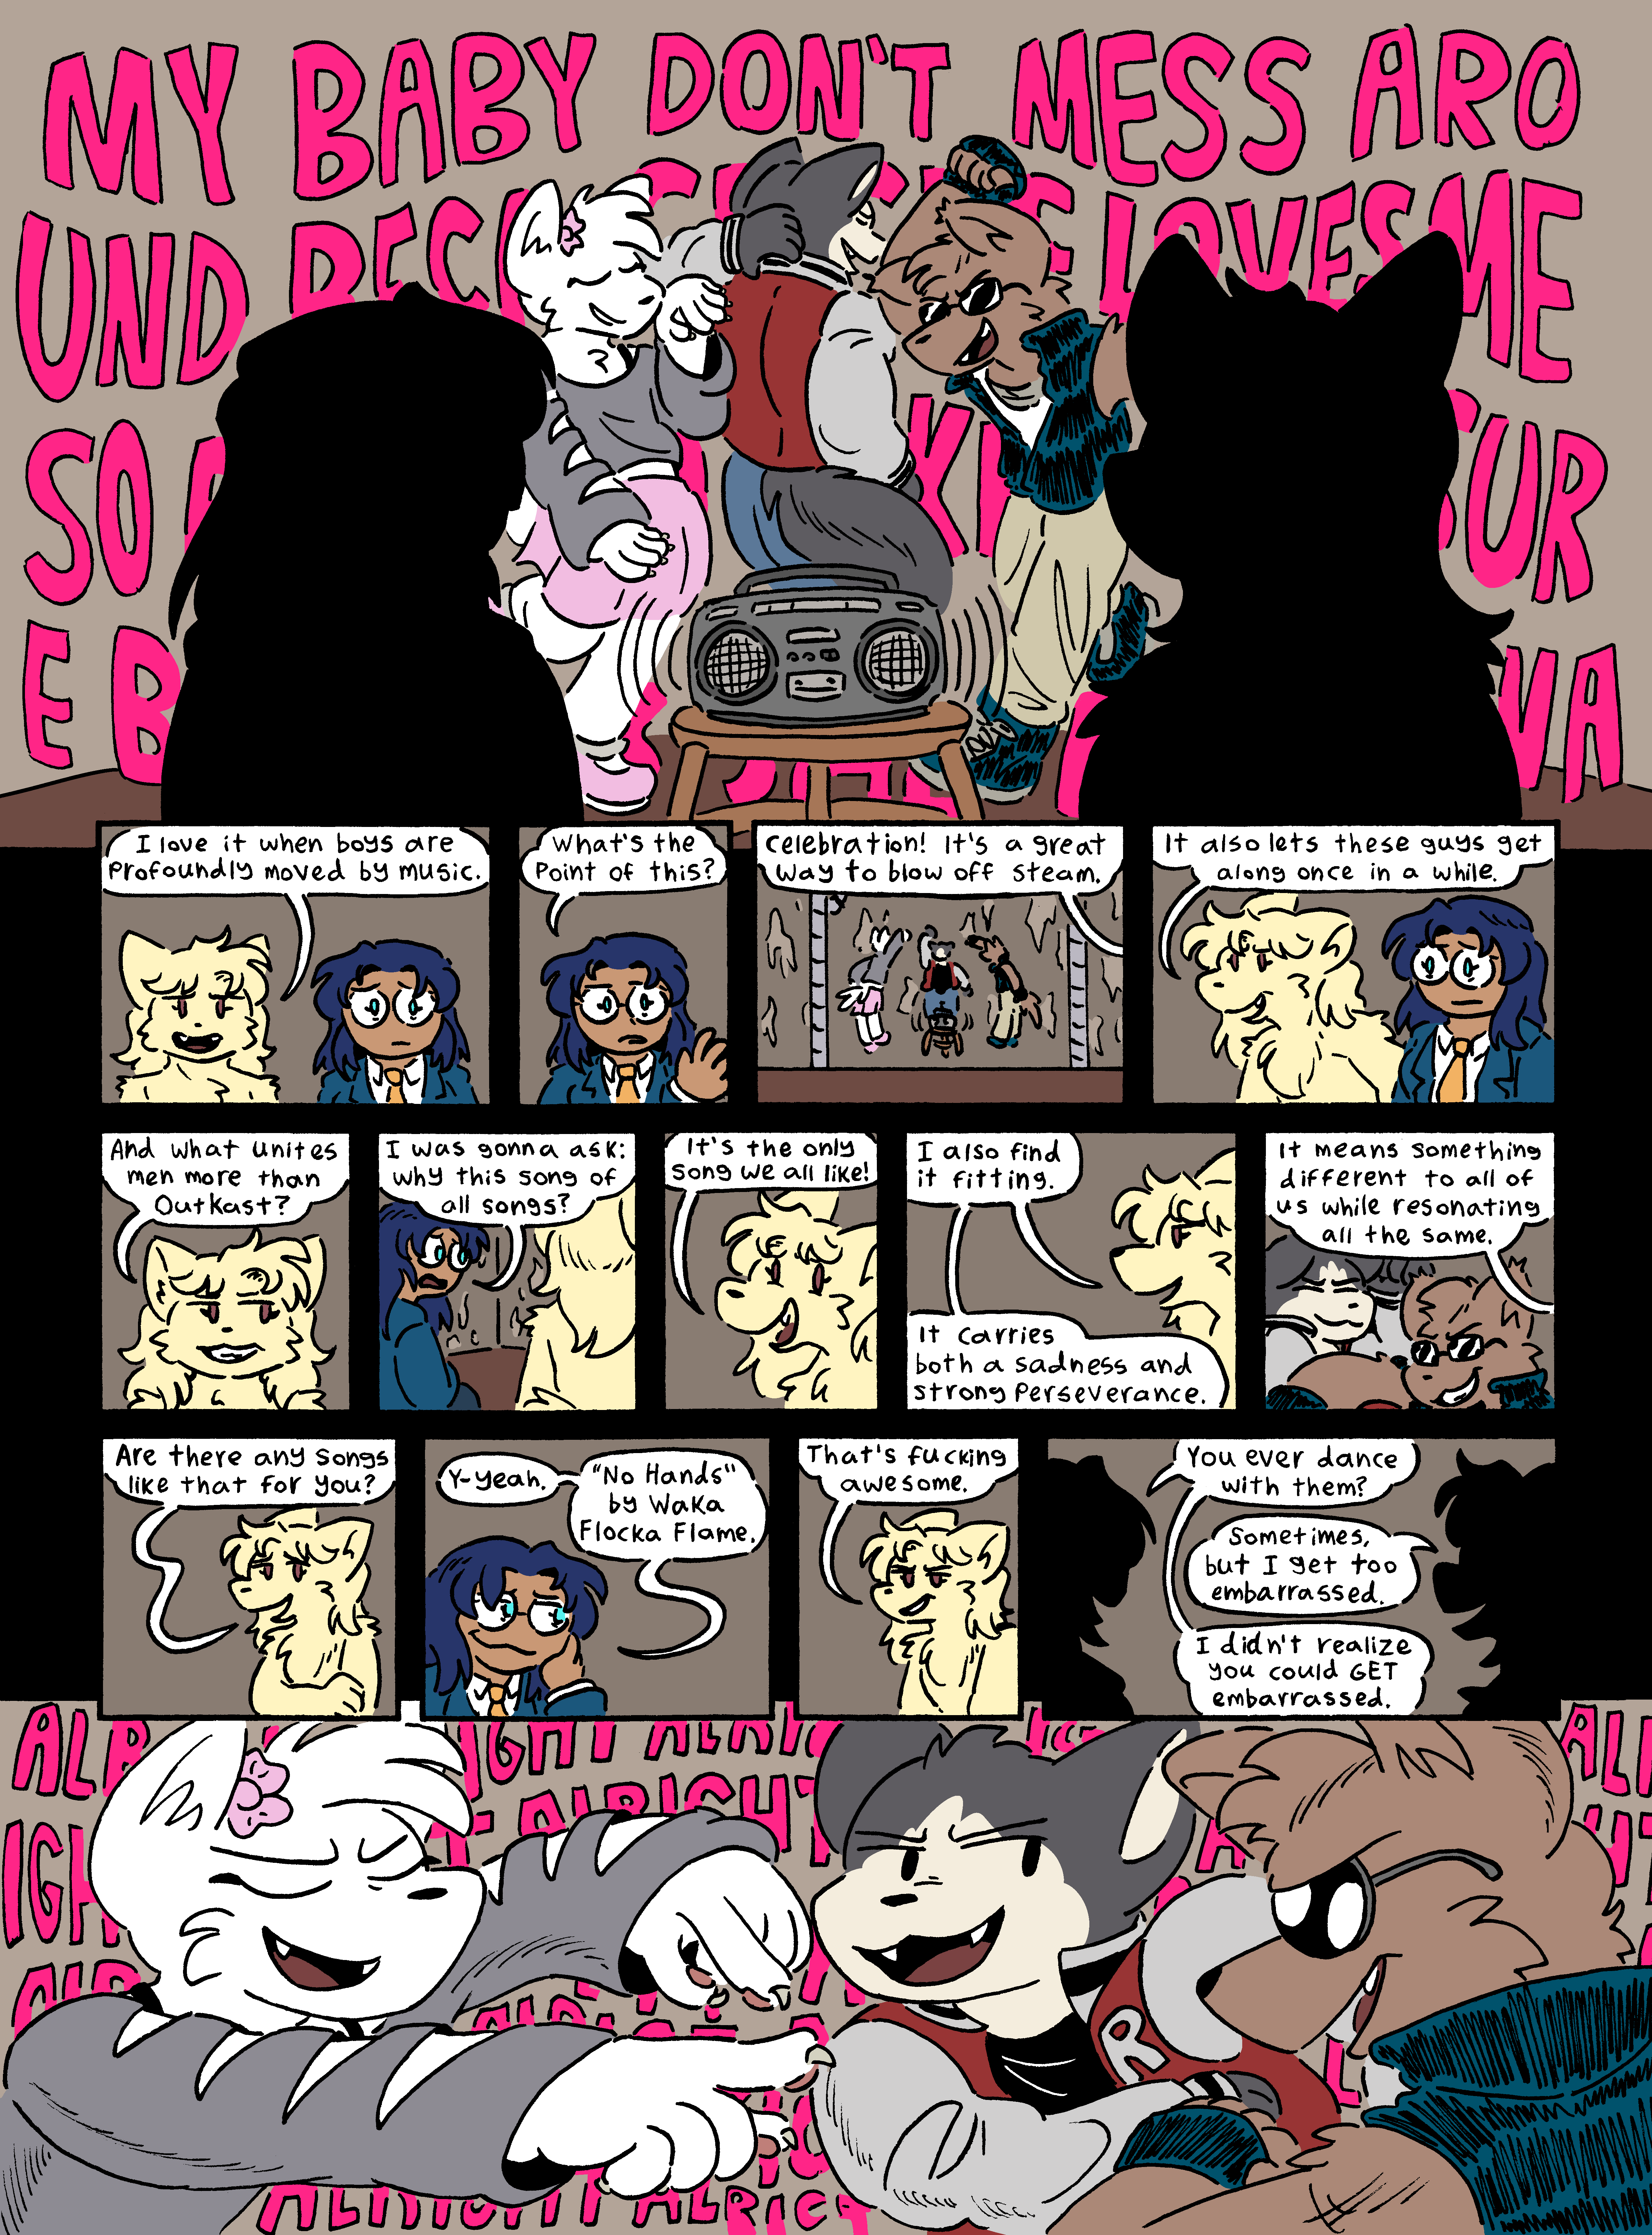 MY BABY DON'T MESS ARO
UND LOVES ME
SO SUR
E
I love it when boys are
profoundly moved by music.
What's the
point of this?
Celebration! It's a great
way to blow off steam.
It also lets these guys get
along once in a while.
And what unites
men more than
Outkast?
I was gonna ask:
why this song of
all songs?
It's the only
song we all like!
I also find
it fitting.
It carries
both a sadness and
strong perseverance.
It means something
different to all of
us while resonating
all the same.
Are there any songs
like that for you?
Y-yeah.
"No Hands"
by Waka
Flocka Flame.
That's fucking
awesome.
You ever dance
with them?
Sometimes,
but I get too
embarrassed.
I didn't realize
you could GET
embarrassed.
ALRIGHT
R
ALRIGHT